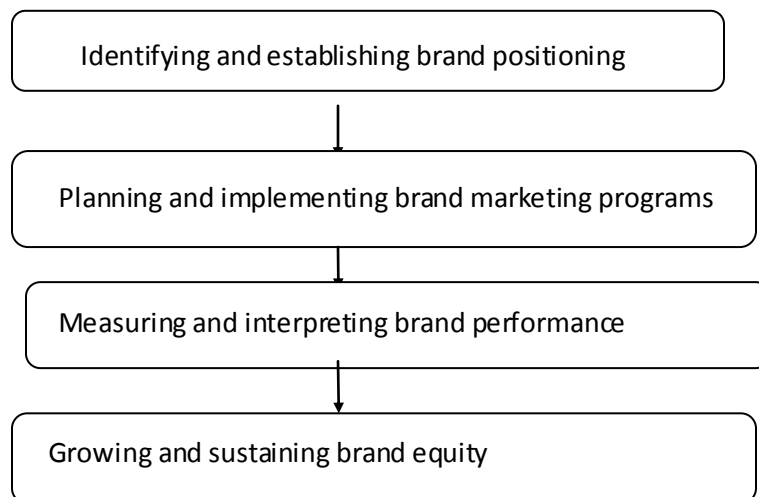 Identifying and establishing brand positioning
Planning and implementing brand marketing programs
Measuring and interpreting brand performance
Growing and sustaining brand equity